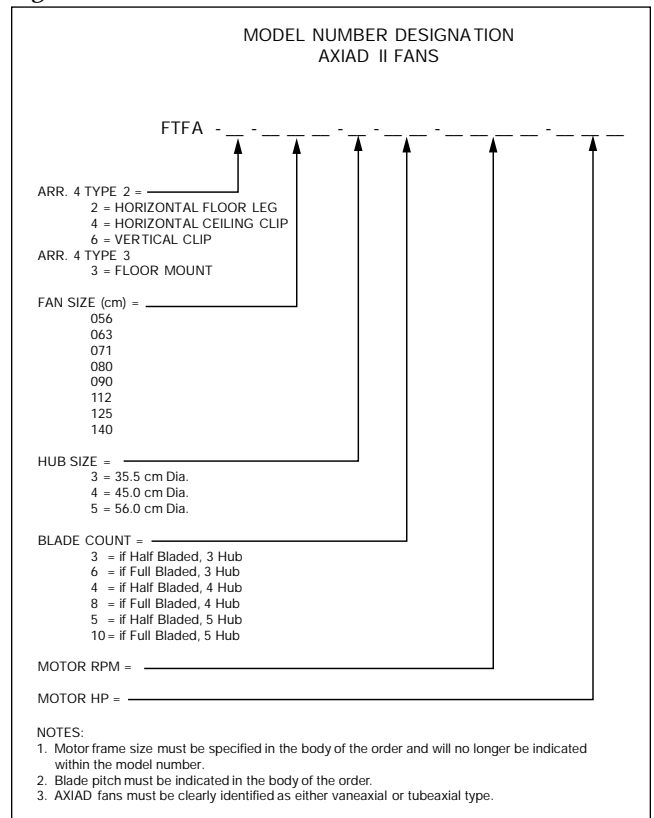 MODEL NUMBER DESIGNATION
AXIAD II FANS
FTFA - __ - __ __ __ - __ - __ __ - __ __ __ __ - __ __ __
ARR. 4 TYPE 2 =
2 = HORIZONTAL FLOOR LEG
4 = HORIZONTAL CEILING CLIP
6 = VERTICAL CLIP
ARR. 4 TYPE 3
3 = FLOOR MOUNT
FAN SIZE (cm) =
056
063
071
080
090
112
125
140
HUB SIZE =
3 = 35.5 cm Dia.
4 = 45.0 cm Dia.
5 = 56.0 cm Dia.
BLADE COUNT =
3 = if Half Bladed, 3 Hub
6 = if Full Bladed, 3 Hub
4 = if Half Bladed, 4 Hub
8 = if Full Bladed, 4 Hub
5 = if Half Bladed, 5 Hub
10 = if Full Bladed, 5 Hub
MOTOR RPM =
MOTOR HP =
NOTES:
1. Motor frame size must be specified in the body of the order and will no longer be indicated
within the model number.
2. Blade pitch must be indicated in the body of the order.
3. AXIAD fans must be clearly identified as either vaneaxial or tubeaxial type.